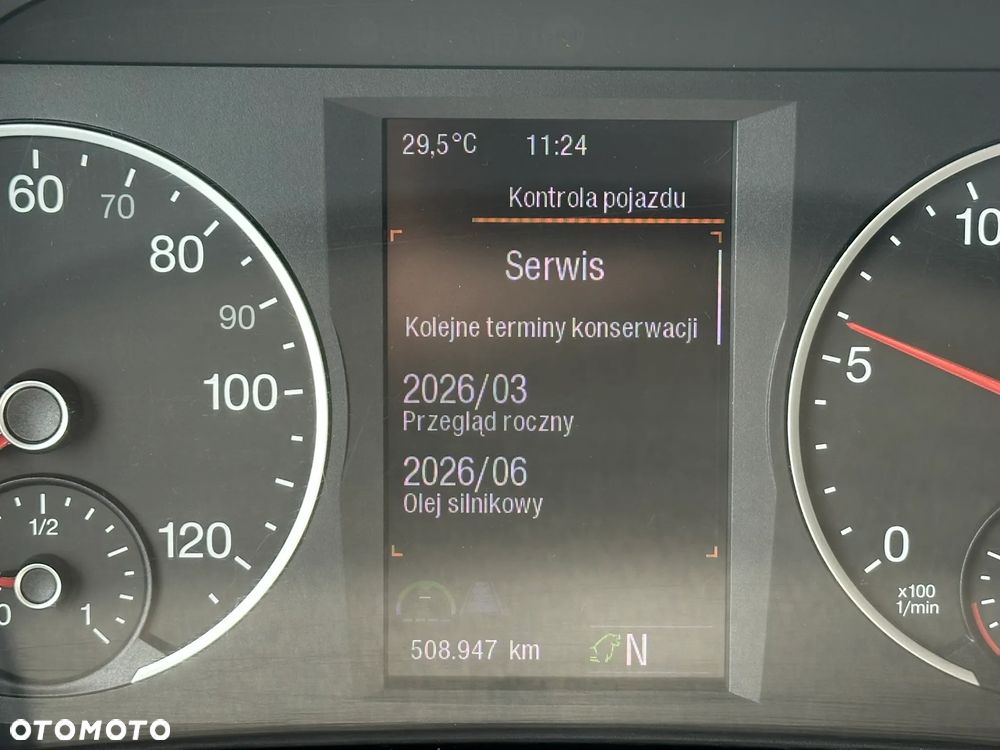 29,5°C 11:24
Kontrola pojazdu
Serwis
Kolejne terminy konserwacji
2026/03
Przegląd roczny
2026/06
Olej silnikowy
508.947 km N
60
70
80
90
100
120
1/2
0
1
10
5
0
x100
1/min
OTOMOTO